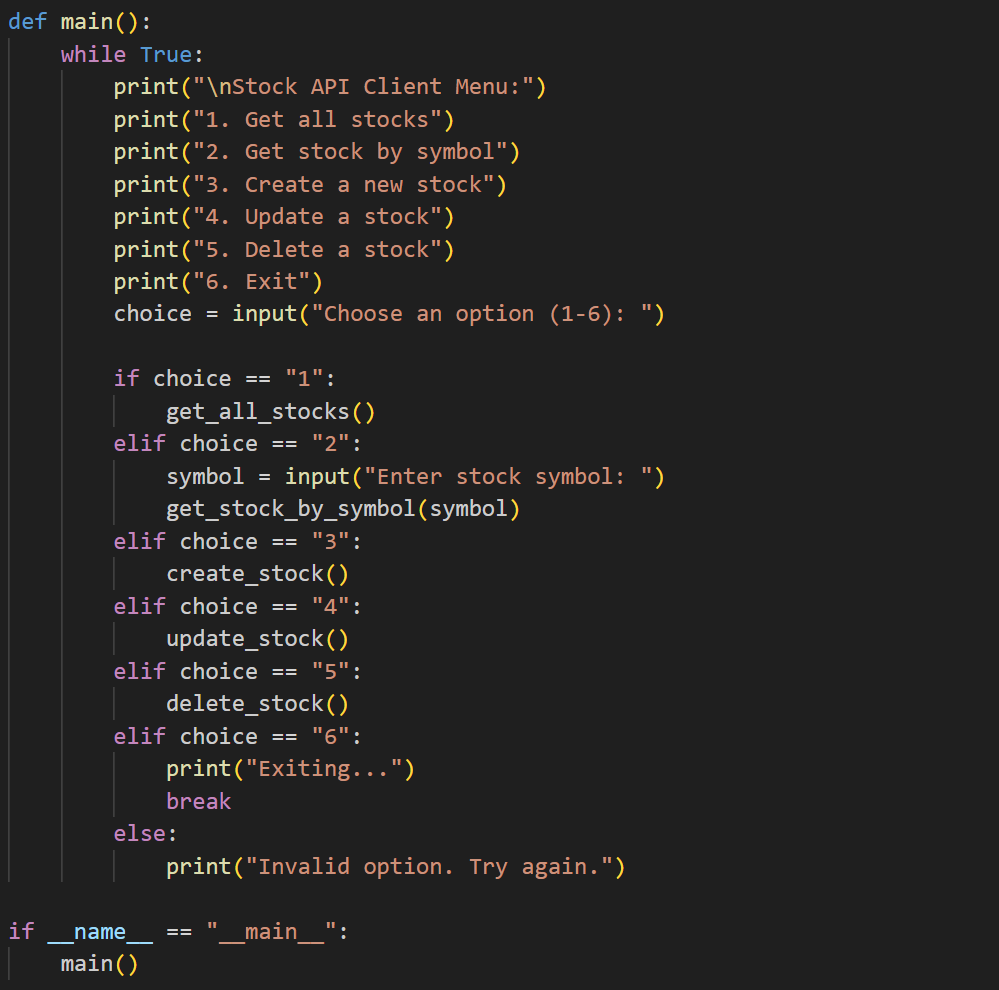 def main():
    while True:
        print("\nStock API Client Menu:")
        print("1. Get all stocks")
        print("2. Get stock by symbol")
        print("3. Create a new stock")
        print("4. Update a stock")
        print("5. Delete a stock")
        print("6. Exit")
        choice = input("Choose an option (1-6): ")

        if choice == "1":
            get_all_stocks()
        elif choice == "2":
            symbol = input("Enter stock symbol: ")
            get_stock_by_symbol(symbol)
        elif choice == "3":
            create_stock()
        elif choice == "4":
            update_stock()
        elif choice == "5":
            delete_stock()
        elif choice == "6":
            print("Exiting...")
            break
        else:
            print("Invalid option. Try again.")

if __name__ == "__main__":
    main()